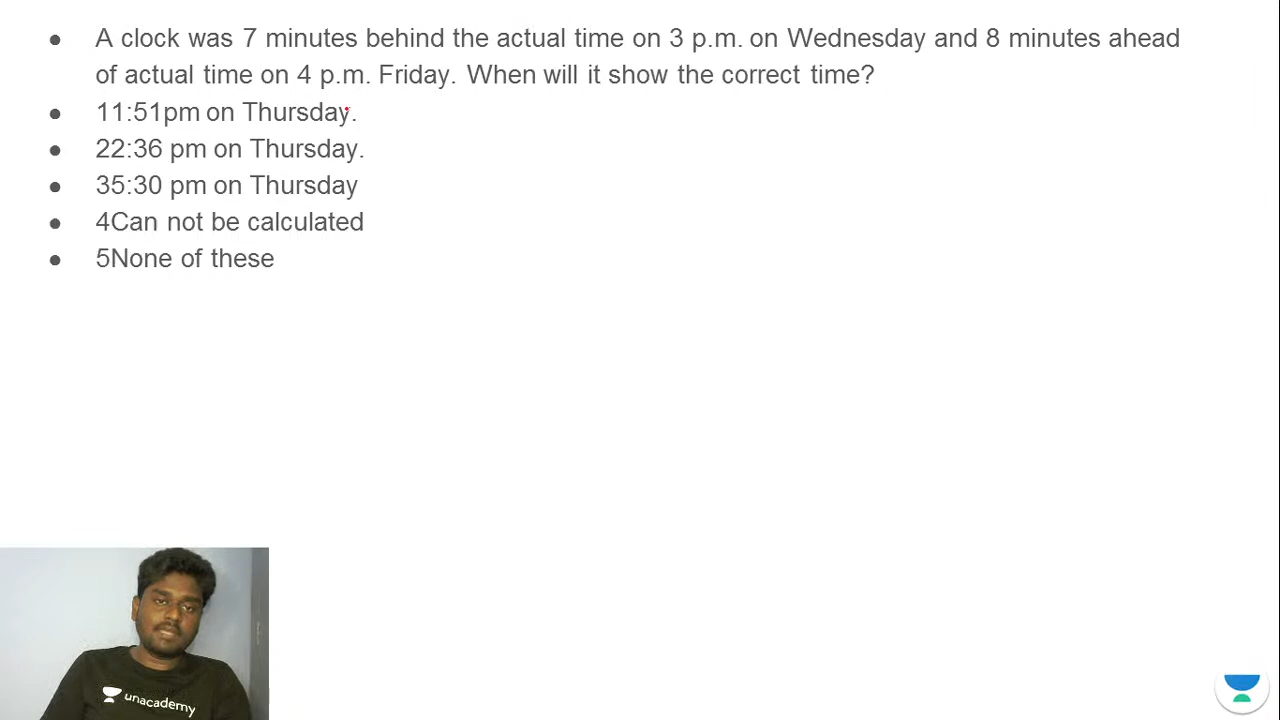 ● A clock was 7 minutes behind the actual time on 3 p.m. on Wednesday and 8 minutes ahead
of actual time on 4 p.m. Friday. When will it show the correct time?
● 11:51pm on Thursday.
● 22:36 pm on Thursday.
● 35:30 pm on Thursday
● 4Can not be calculated
● 5None of these
unacademy